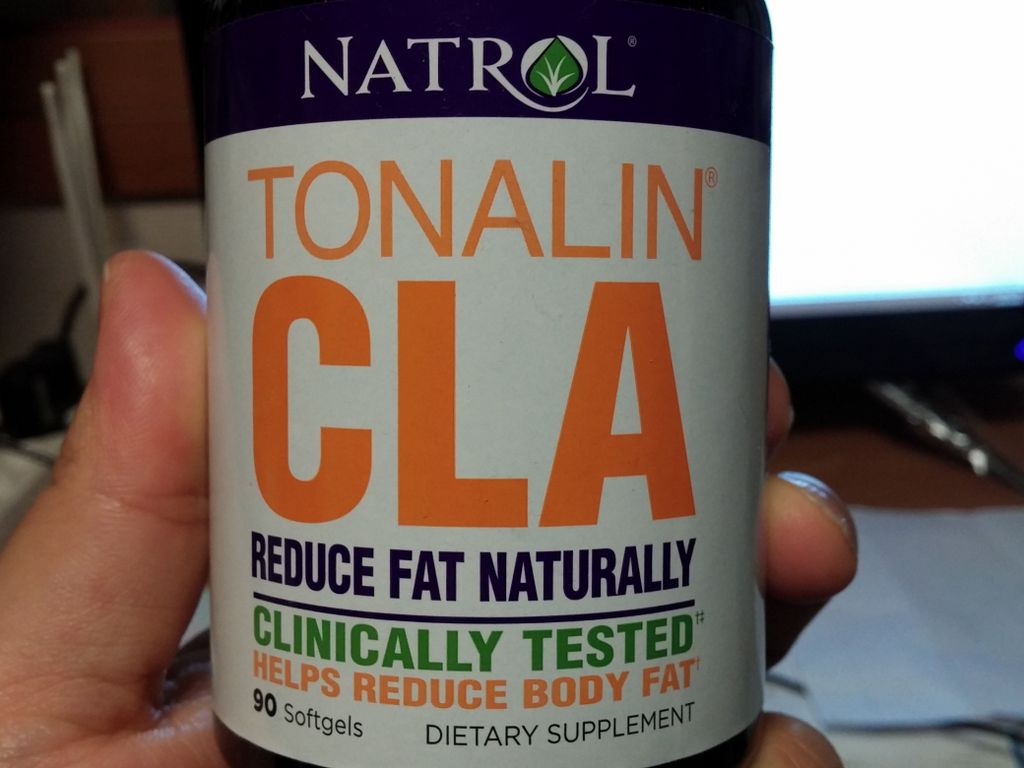 NATROL®
TONALIN®
CLA
REDUCE FAT NATURALLY
CLINICALLY TESTED†‡
HELPS REDUCE BODY FAT†
90 Softgels
DIETARY SUPPLEMENT